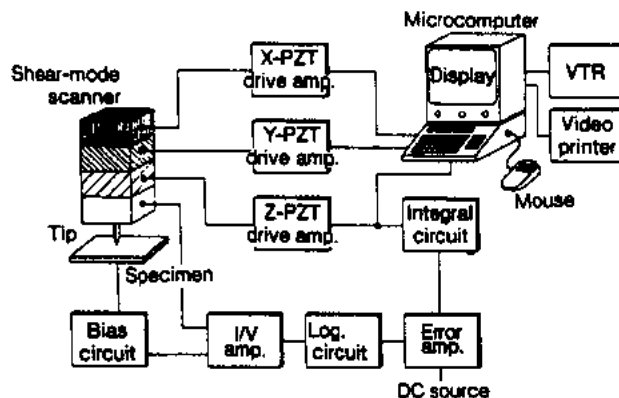 Microcomputer
X-PZT
drive amp.
Shear-mode
scanner
Display
VTR
Y-PZT
drive amp.
Video
printer
Mouse
Z-PZT
drive amp.
Integral
circuit
Tip
Specimen
Bias
circuit
I/V
amp.
Log.
circuit
Error
amp.
DC source